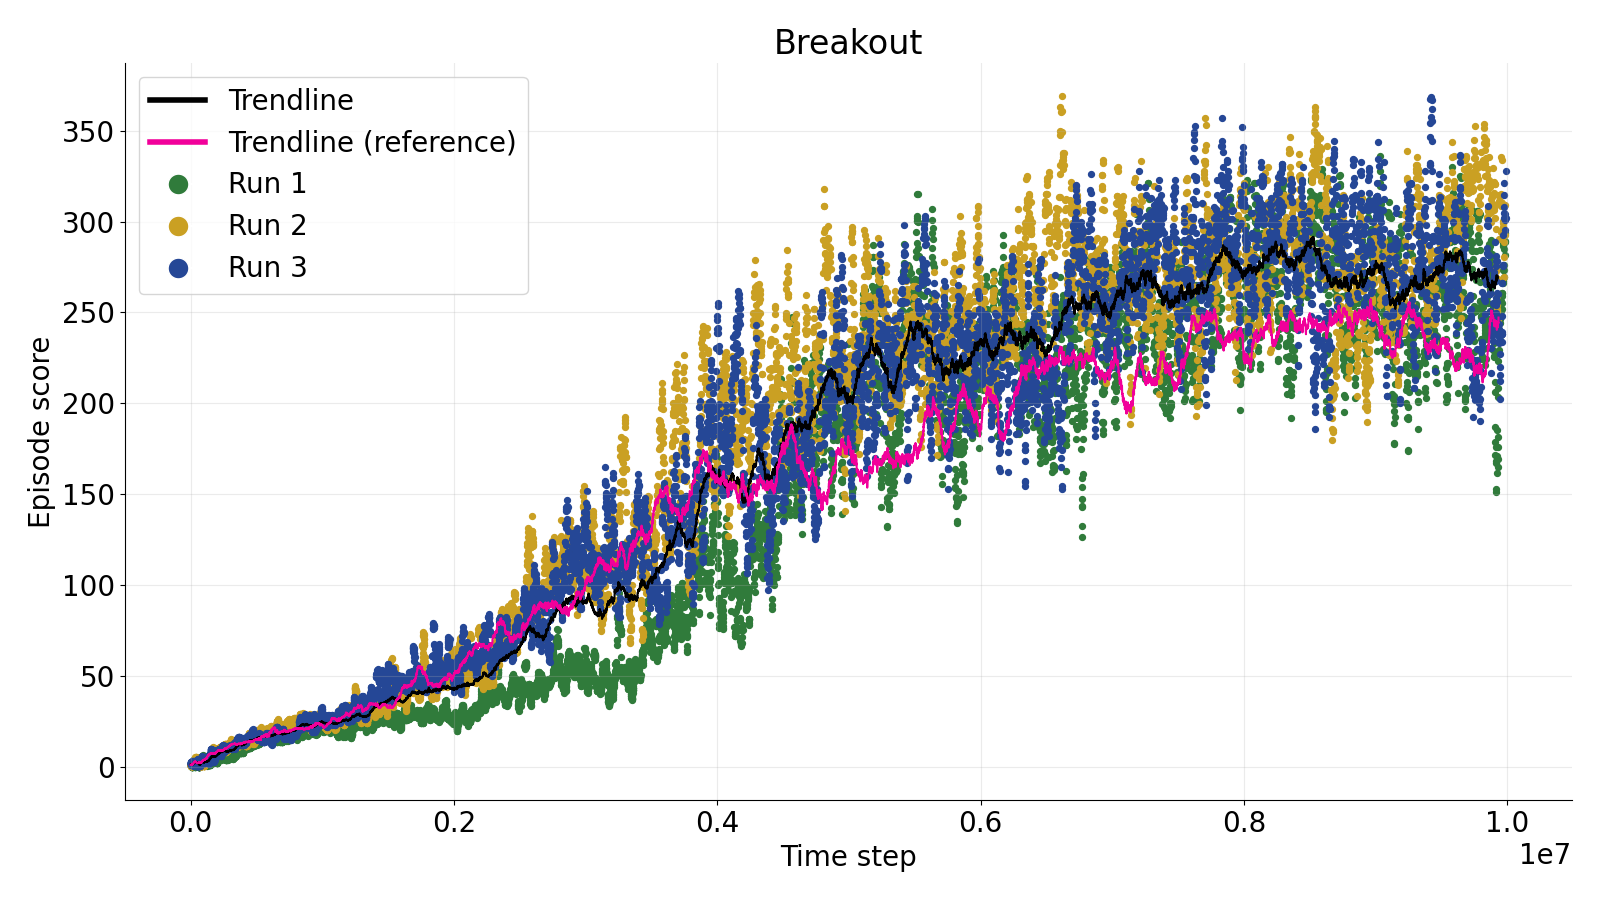 Breakout
Trendline
Trendline (reference)
Run 1
Run 2
Run 3
350
300
250
200
150
100
50
0
Episode score
0.0 0.2 0.4 0.6 0.8 1.0
1e7
Time step